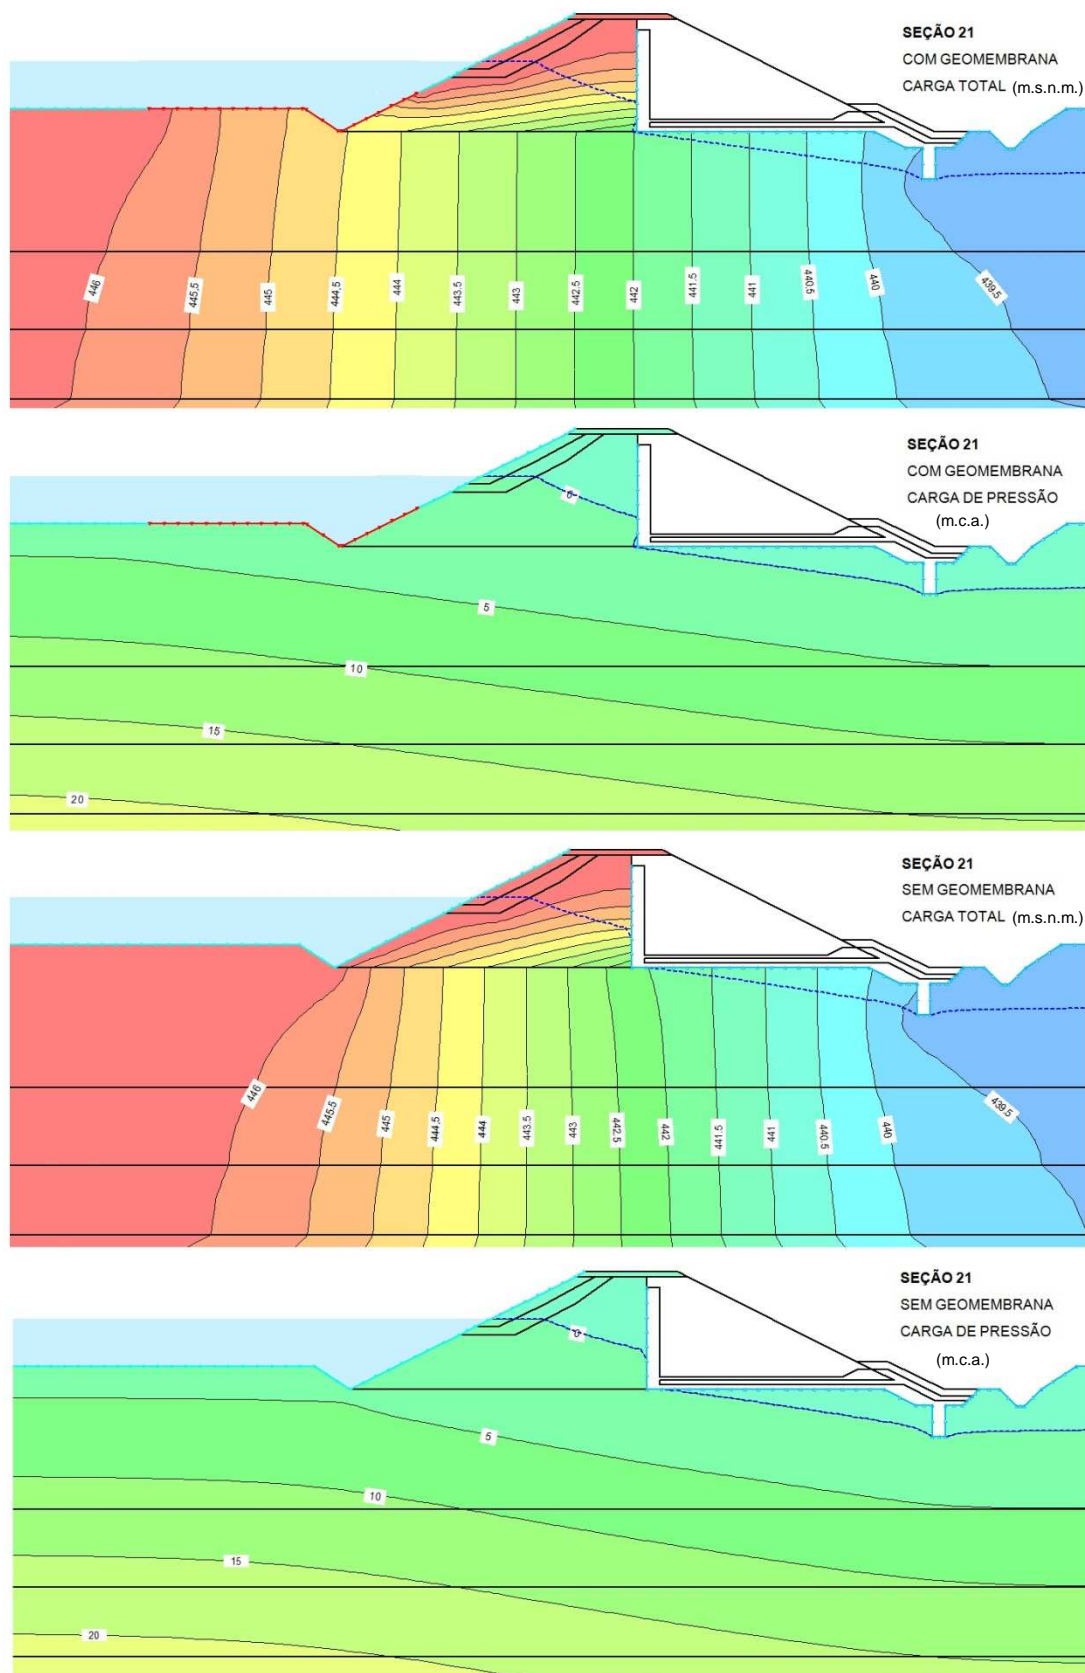 SEÇÃO 21
COM GEOMEMBRANA
CARGA TOTAL (m.s.n.m.)
446
445,5
445
444,5
444
443.5
443
442.5
442
441.5
441
440.5
440
439.5
SEÇÃO 21
COM GEOMEMBRANA
CARGA DE PRESSÃO
(m.c.a.)
0
5
10
15
20
SEÇÃO 21
SEM GEOMEMBRANA
CARGA TOTAL (m.s.n.m.)
446
445.5
445
444,5
444
443.5
443
442.5
442
441.5
441
440.5
440
439.5
SEÇÃO 21
SEM GEOMEMBRANA
CARGA DE PRESSÃO
(m.c.a.)
0
5
10
15
20